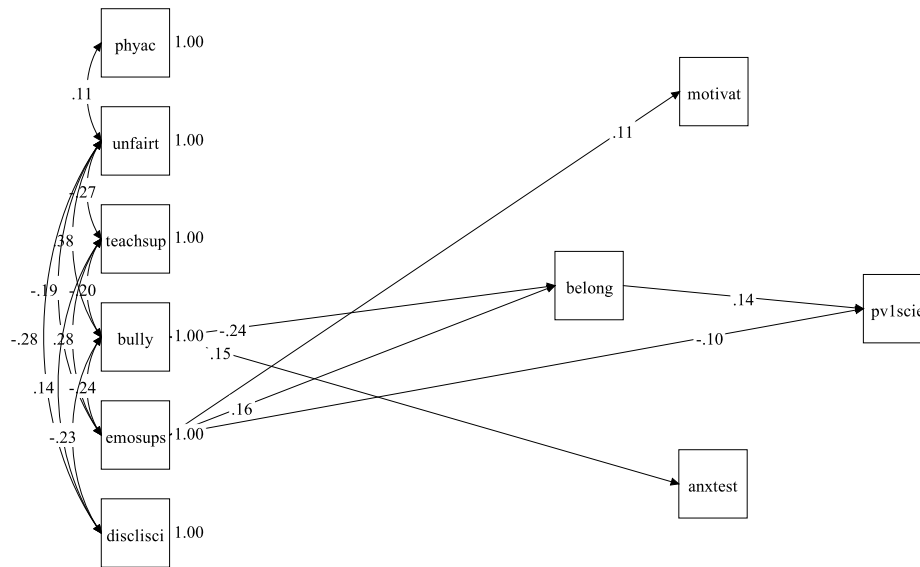 phyac 1.00
motivat
.11
.11
unfairt 1.00
-.27
.38
teachsup 1.00
belong
-.19
-.20
.14
pv1scie
bully 1.00
-.24
-.28
.28
-.10
.15
.14
-.24
.16
emosups 1.00
-.23
anxtest
disclisci 1.00